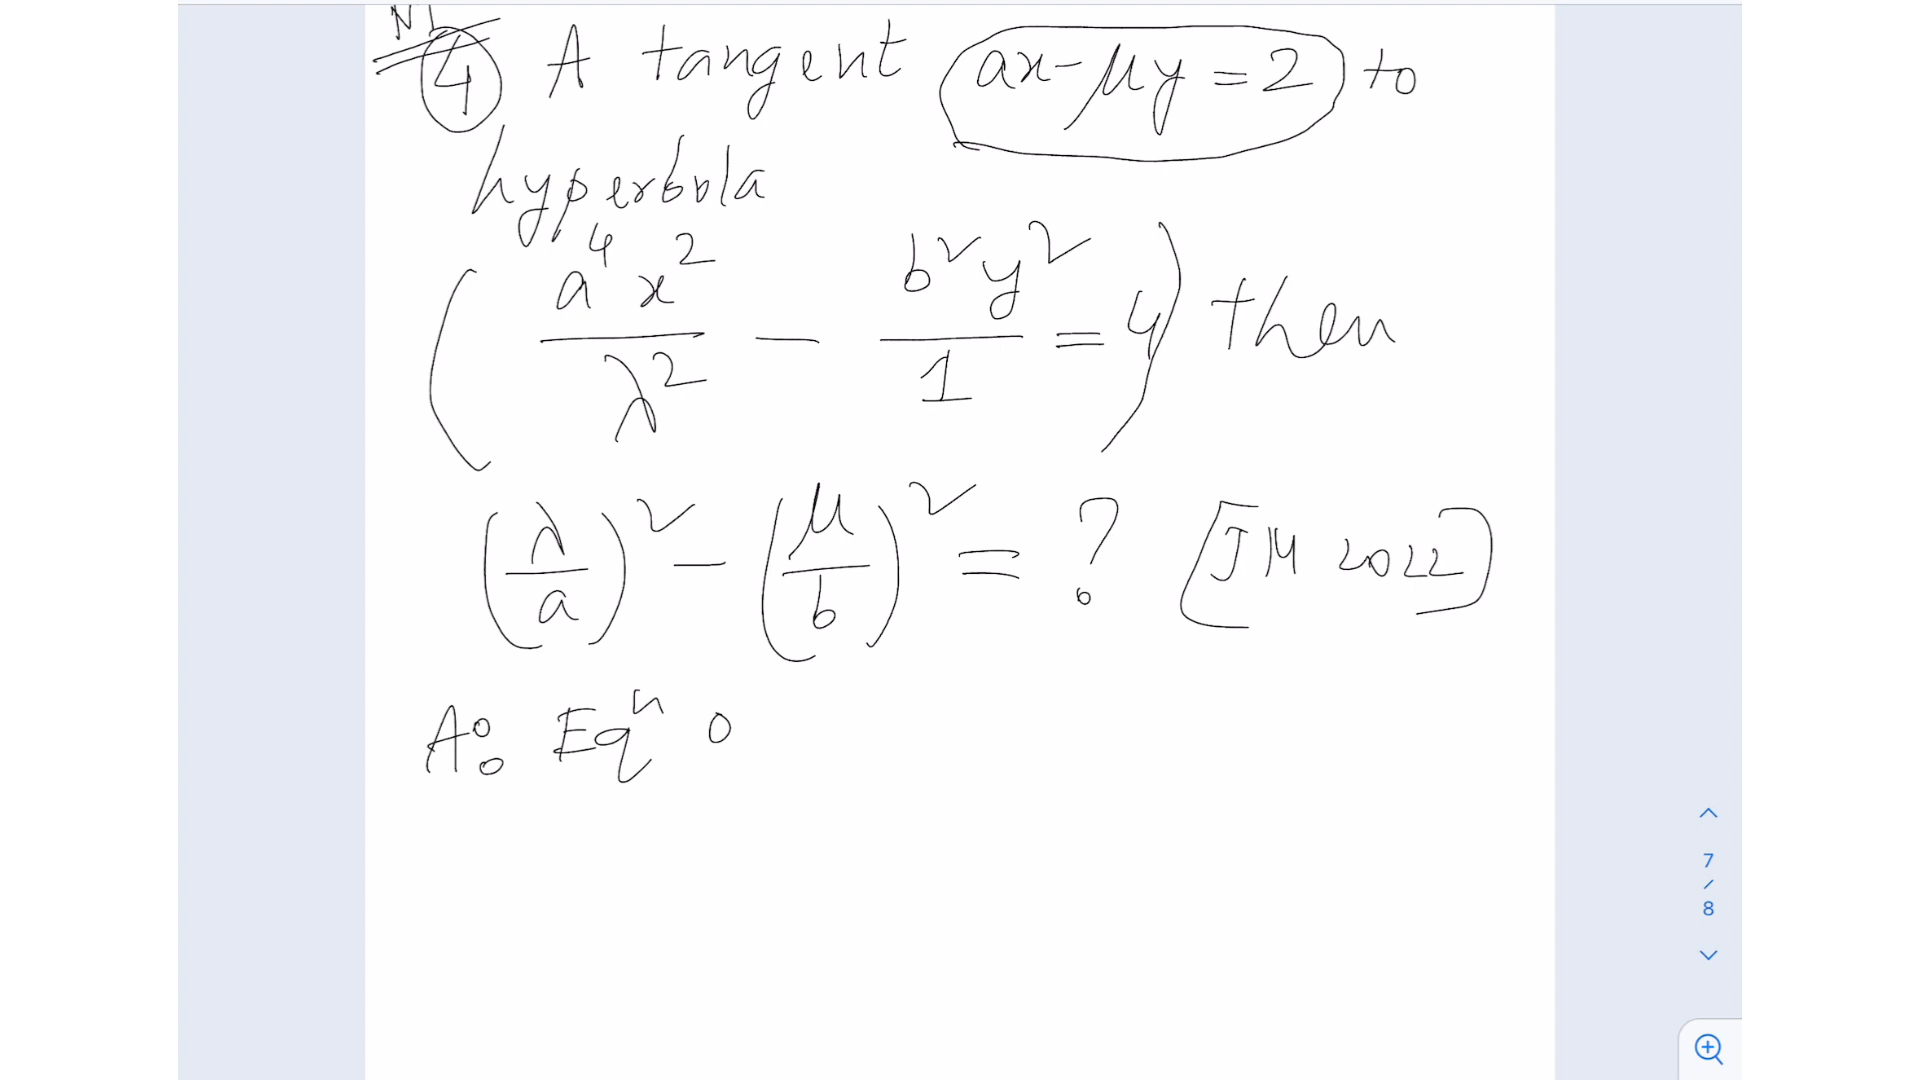 N1
④ A tangent ax-μy=2 to
hyperbola
(a⁴x²/λ² - b²y²/1 = 4) then
(λ/a)² - (μ/b)² = ? [JM 2022]
A: Eqⁿ o
7
/
8